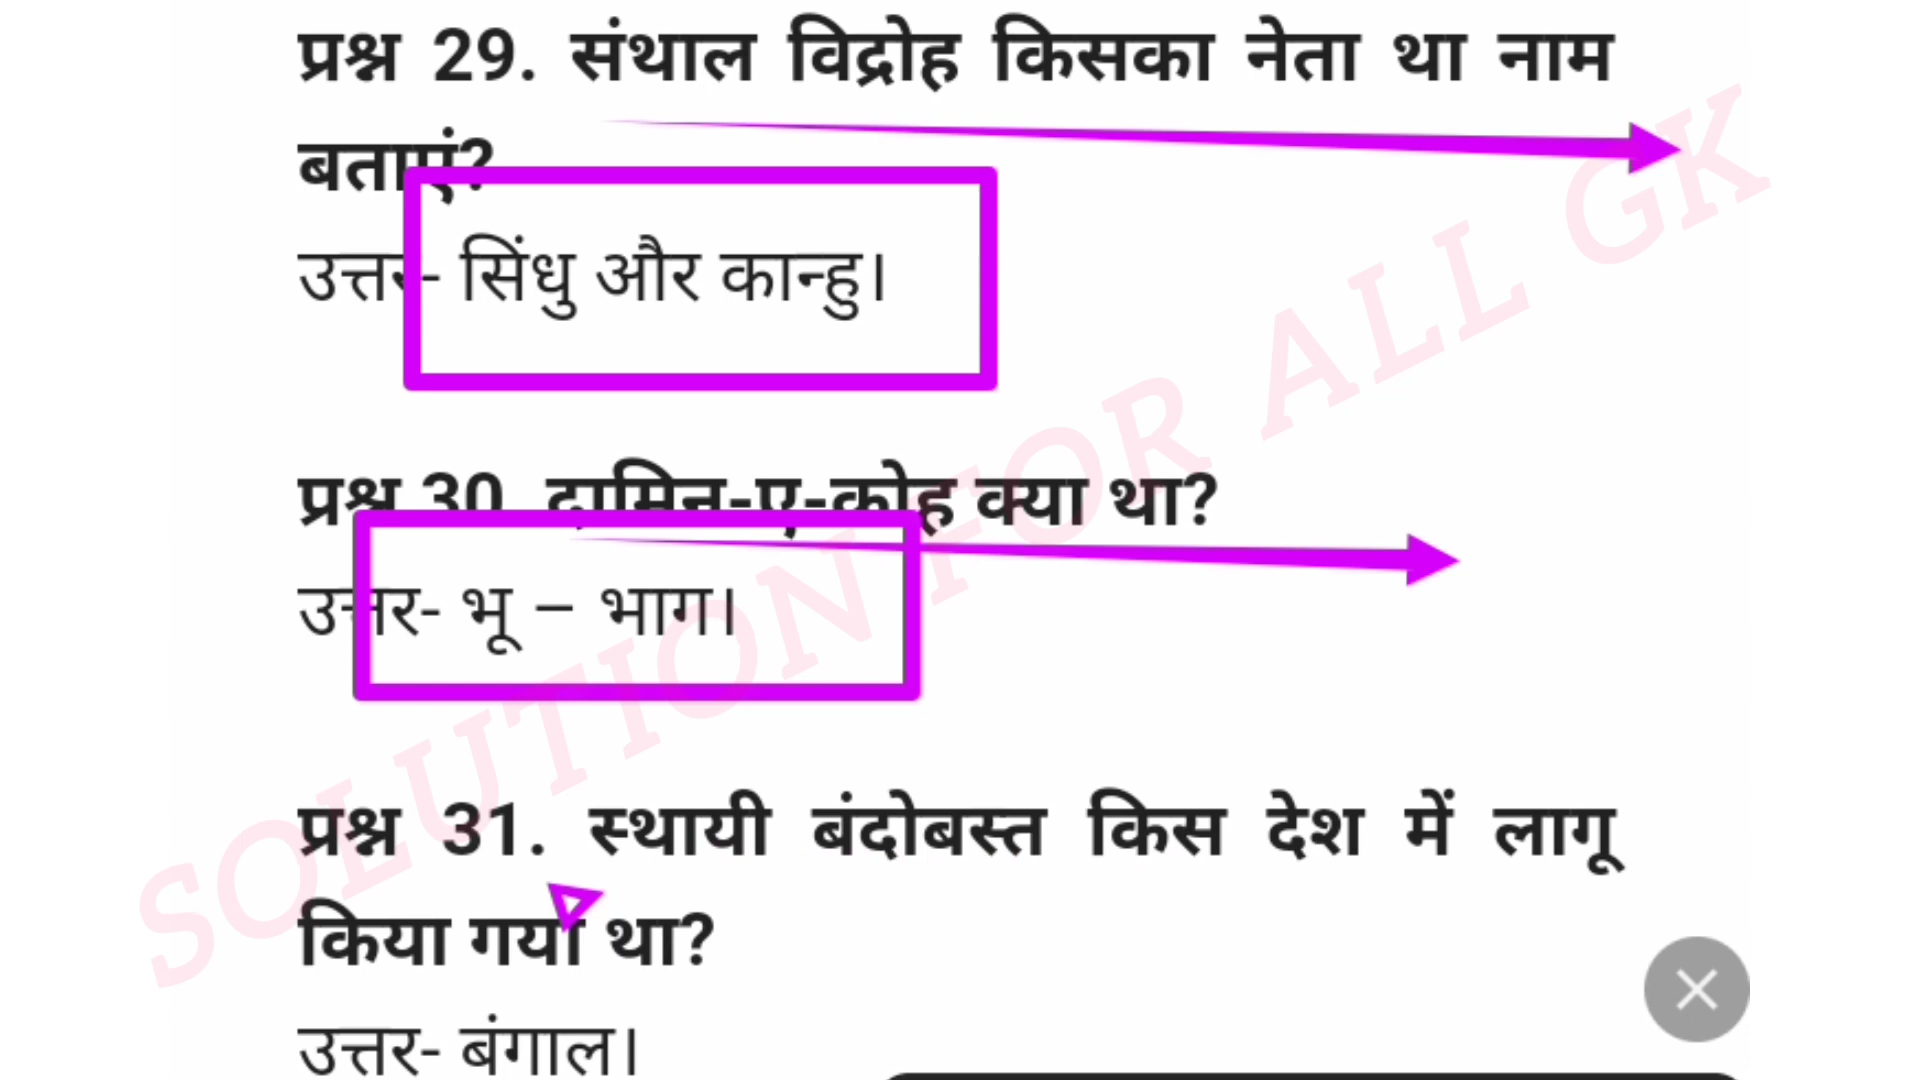 प्रश्न 29. संथाल विद्रोह किसका नेता था नाम
बताएं?
उत्तर- सिंधु और कान्हु।
प्रश्न 30. दामिन-ए-कोह क्या था?
उत्तर- भू – भाग।
प्रश्न 31. स्थायी बंदोबस्त किस देश में लागू
किया गया था?
उत्तर- बंगाल।
SOLUTION FOR ALL GK